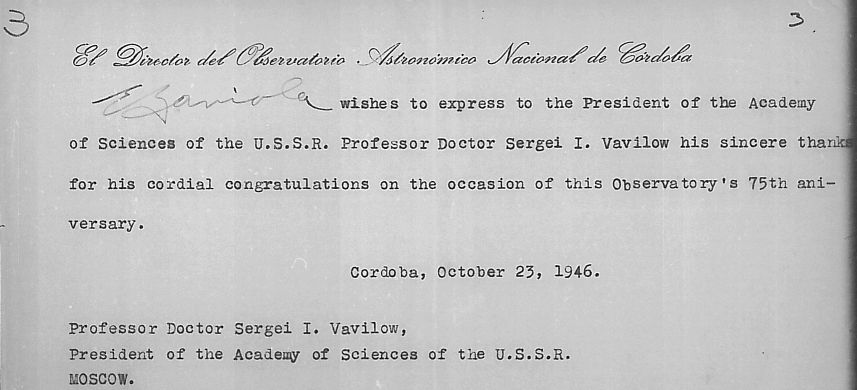 3 3.
El Director del Observatorio Astronómico Nacional de Córdoba
E Gaviola wishes to express to the President of the Academy
of Sciences of the U.S.S.R. Professor Doctor Sergei I. Vavilow his sincere thanks
for his cordial congratulations on the occasion of this Observatory's 75th ani-
versary.
Cordoba, October 23, 1946.
Professor Doctor Sergei I. Vavilow,
President of the Academy of Sciences of the U.S.S.R.
MOSCOW.